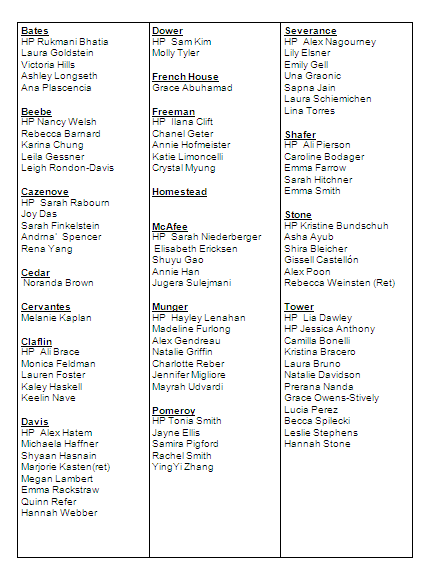 Bates
HP Rukmani Bhatia
Laura Goldstein
Victoria Hills
Ashley Longseth
Ana Plascencia
Beebe
HP Nancy Welsh
Rebecca Barnard
Karina Chung
Leila Gessner
Leigh Rondon-Davis
Cazenove
HP Sarah Rabourn
Joy Das
Sarah Finkelstein
Andrna' Spencer
Rena Yang
Cedar
Noranda Brown
Cervantes
Melanie Kaplan
Claflin
HP Ali Brace
Monica Feldman
Lauren Foster
Kaley Haskell
Keelin Nave
Davis
HP Alex Hatem
Michaela Haffner
Shyaan Hasnain
Marjorie Kasten(ret)
Megan Lambert
Emma Rackstraw
Quinn Refer
Hannah Webber
Dower
HP Sam Kim
Molly Tyler
French House
Grace Abuhamad
Freeman
HP Ilana Clift
Chanel Geter
Annie Hofmeister
Katie Limoncelli
Crystal Myung
Homestead
McAfee
HP Sarah Niederberger
Elisabeth Ericksen
Shuyu Gao
Annie Han
Jugera Sulejmani
Munger
HP Hayley Lenahan
Madeline Furlong
Alex Gendreau
Natalie Griffin
Charlotte Reber
Jennifer Migliore
Mayrah Udvardi
Pomeroy
HP Tonia Smith
Jayne Ellis
Samira Pigford
Rachel Smith
YingYi Zhang
Severance
HP Alex Nagourney
Lily Elsner
Emily Gell
Una Graonic
Sapna Jain
Laura Schiemichen
Lina Torres
Shafer
HP Ali Pierson
Caroline Bodager
Emma Farrow
Sarah Hitchner
Emma Smith
Stone
HP Kristine Bundschuh
Asha Ayub
Shira Bleicher
Gissell Castellón
Alex Poon
Rebecca Weinsten (Ret)
Tower
HP Lia Dawley
HP Jessica Anthony
Camilla Bonelli
Kristina Bracero
Laura Bruno
Natalie Davidson
Prerana Nanda
Grace Owens-Stively
Lucia Perez
Becca Spilecki
Leslie Stephens
Hannah Stone